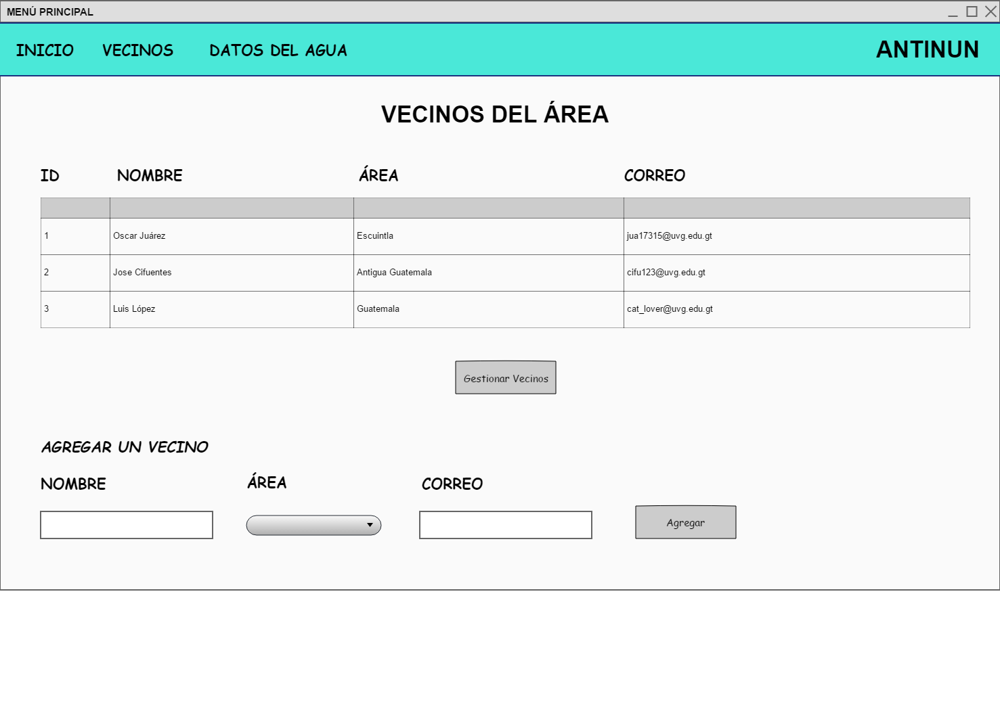 MENÚ PRINCIPAL
INICIO VECINOS DATOS DEL AGUA ANTINUN
VECINOS DEL ÁREA
ID NOMBRE ÁREA CORREO
1 Oscar Juárez Escuintla jua17315@uvg.edu.gt
2 Jose Cifuentes Antigua Guatemala cifu123@uvg.edu.gt
3 Luis López Guatemala cat_lover@uvg.edu.gt
Gestionar Vecinos
AGREGAR UN VECINO
NOMBRE ÁREA CORREO
Agregar